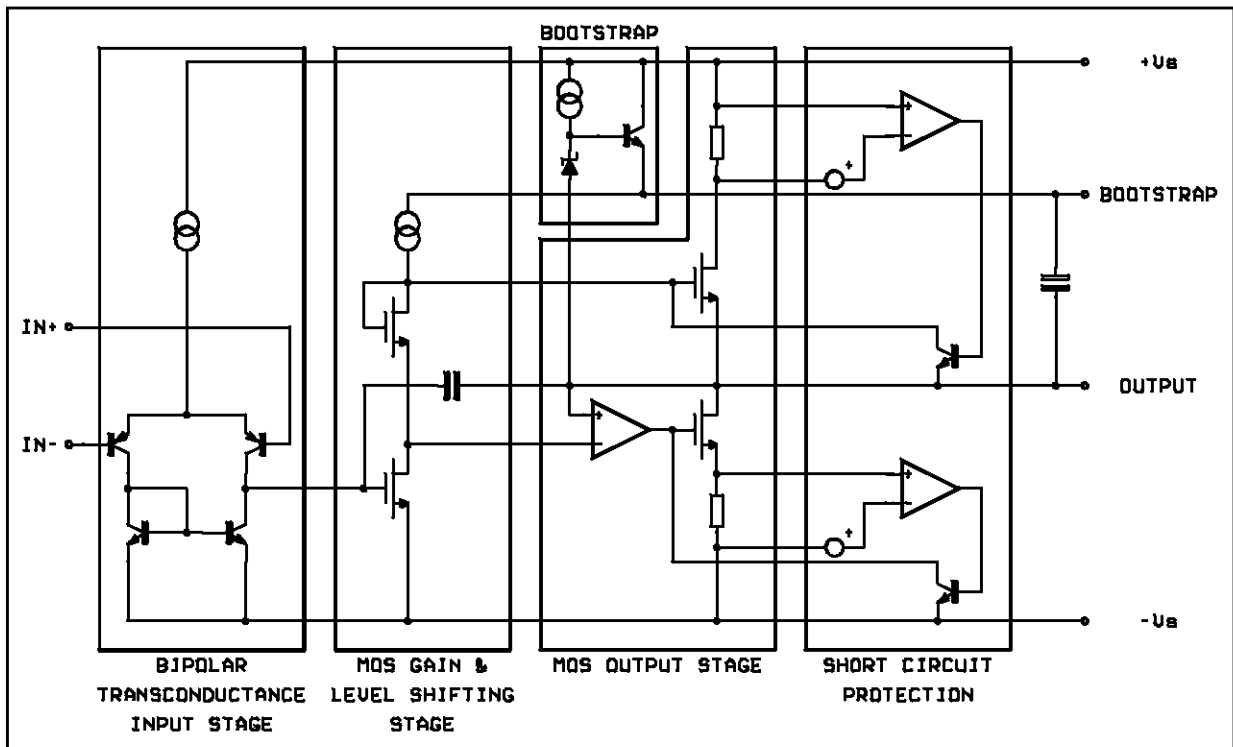 BOOTSTRAP
+Vs
+
-
+
BOOTSTRAP
IN+
OUTPUT
IN-
+
-
+
-
+
-Vs
BIPOLAR
TRANSCONDUCTANCE
INPUT STAGE
MOS GAIN &
LEVEL SHIFTING
STAGE
MOS OUTPUT STAGE
SHORT CIRCUIT
PROTECTION